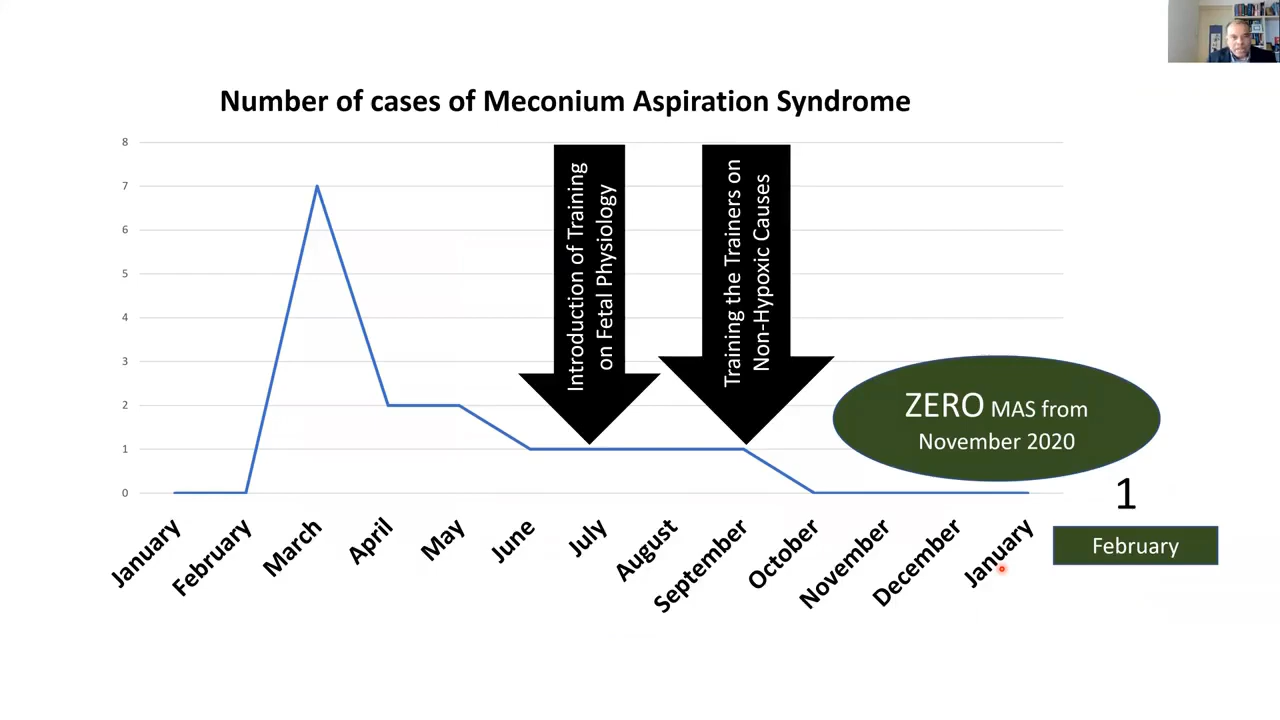 Number of cases of Meconium Aspiration Syndrome
8
7
6
5
4
3
2
1
0
Introduction of Training
on Fetal Physiology
Training the Trainers on
Non-Hypoxic Causes
ZERO MAS from
November 2020
1
February
January
February
March
April
May
June
July
August
September
October
November
December
January